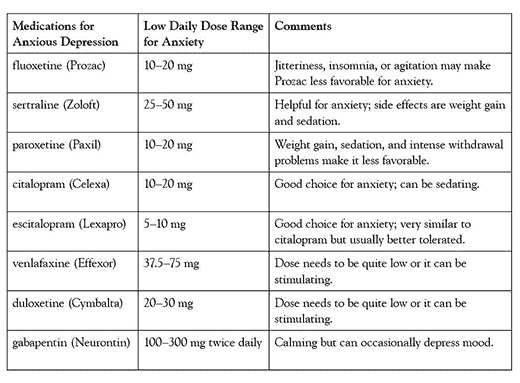 Medications for Anxious Depression
Low Daily Dose Range for Anxiety
Comments
fluoxetine (Prozac)
10–20 mg
Jitteriness, insomnia, or agitation may make
Prozac less favorable for anxiety.
sertraline (Zoloft)
25–50 mg
Helpful for anxiety; side effects are weight gain
and sedation.
paroxetine (Paxil)
10–20 mg
Weight gain, sedation, and intense withdrawal
problems make it less favorable.
citalopram (Celexa)
10–20 mg
Good choice for anxiety; can be sedating.
escitalopram (Lexapro)
5–10 mg
Good choice for anxiety; very similar to
citalopram but usually better tolerated.
venlafaxine (Effexor)
37.5–75 mg
Dose needs to be quite low or it can be
stimulating.
duloxetine (Cymbalta)
20–30 mg
Dose needs to be quite low or it can be
stimulating.
gabapentin (Neurontin)
100–300 mg twice daily
Calming but can occasionally depress mood.